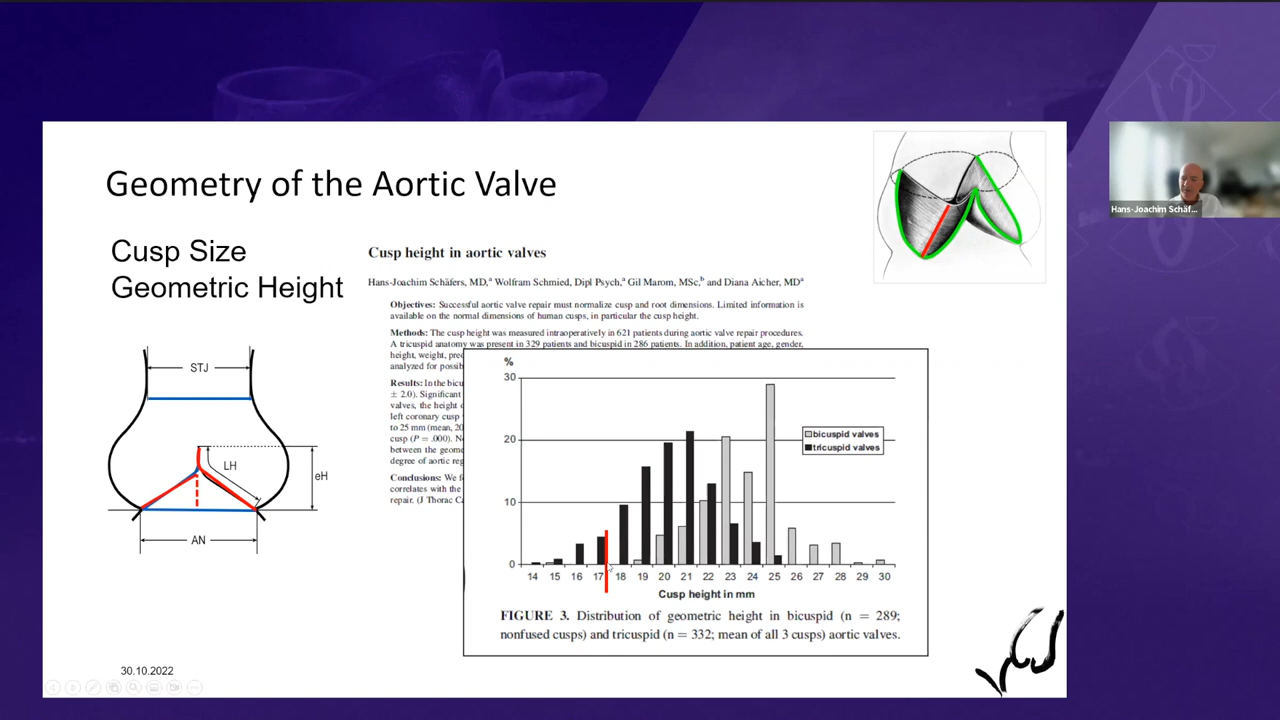 Geometry of the Aortic Valve
Cusp Size
Geometric Height
Cusp height in aortic valves
Hans-Joachim Schäfers, MD,ᵃ Wolfram Schmied, Dipl Psych,ᵃ Gil Marom, MSc,ᵇ and Diana Aicher, MDᵃ
Objectives: Successful aortic valve repair must normalize cusp and root dimensions. Limited information is
available on the normal dimensions of human cusps, in particular the cusp height.
Methods: The cusp height was measured intraoperatively in 621 patients during aortic valve repair procedures.
A tricuspid anatomy was present in 329 patients and bicuspid in 286 patients. In addition, patient age, gender,
height, weight,
analyzed for
Results: In the
± 2.0). Significant
valves, the height
left coronary cusp
to 25 mm (mean,
cusp (P = .000).
between the
degree of aortic
Conclusions: We
correlates with the
repair. (J Thorac
STJ
LH
eH
AN
%
30
20
10
0
bicuspid valves
tricuspid valves
14 15 16 17 18 19 20 21 22 23 24 25 26 27 28 29 30
Cusp height in mm
FIGURE 3. Distribution of geometric height in bicuspid (n = 289;
nonfused cusps) and tricuspid (n = 332; mean of all 3 cusps) aortic valves.
30.10.2022
Hans-Joachim Schäf...